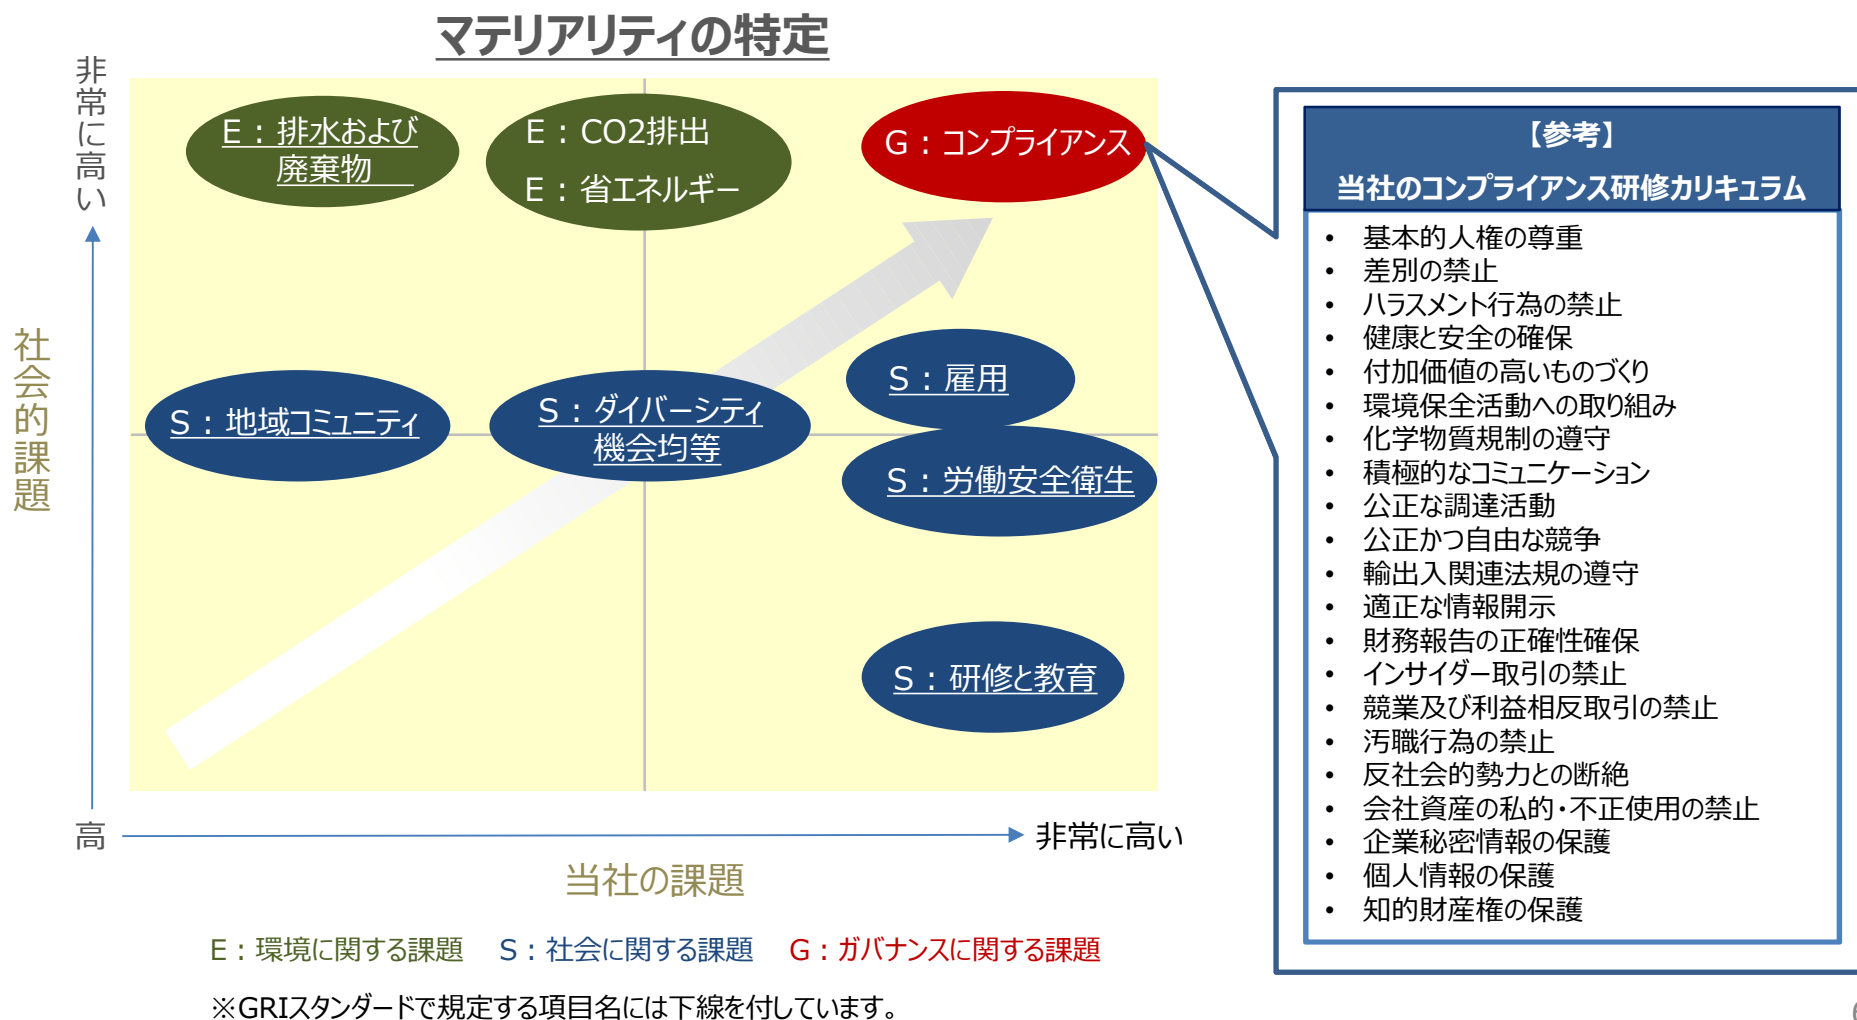 マテリアリティの特定
非常に高い
社会的課題
高
E：排水および
廃棄物
E：CO2排出
E：省エネルギー
G：コンプライアンス
S：雇用
S：地域コミュニティ
S：ダイバーシティ
機会均等
S：労働安全衛生
S：研修と教育
非常に高い
当社の課題
E：環境に関する課題 S：社会に関する課題 G：ガバナンスに関する課題
※GRIスタンダードで規定する項目名には下線を付しています。
【参考】
当社のコンプライアンス研修カリキュラム
• 基本的人権の尊重
• 差別の禁止
• ハラスメント行為の禁止
• 健康と安全の確保
• 付加価値の高いものづくり
• 環境保全活動への取り組み
• 化学物質規制の遵守
• 積極的なコミュニケーション
• 公正な調達活動
• 公正かつ自由な競争
• 輸出入関連法規の遵守
• 適正な情報開示
• 財務報告の正確性確保
• インサイダー取引の禁止
• 競業及び利益相反取引の禁止
• 汚職行為の禁止
• 反社会的勢力との断絶
• 会社資産の私的・不正使用の禁止
• 企業秘密情報の保護
• 個人情報の保護
• 知的財産権の保護